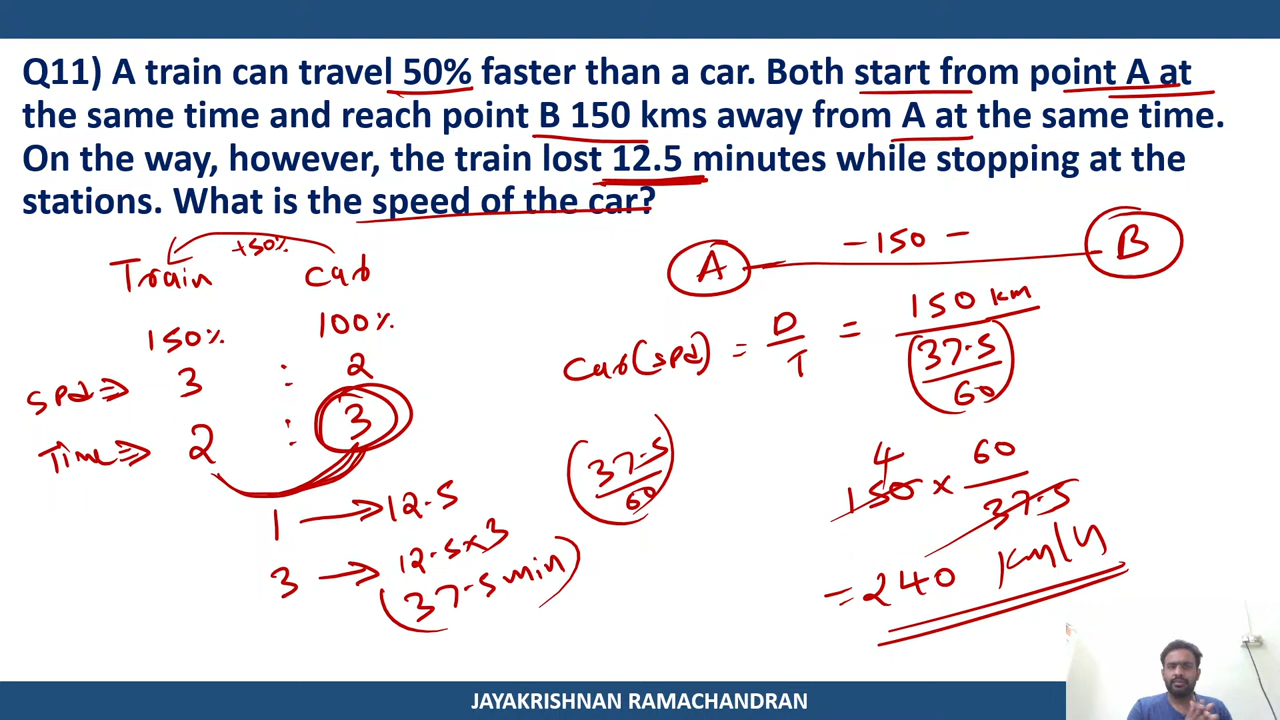 Q11) A train can travel 50% faster than a car. Both start from point A at
the same time and reach point B 150 kms away from A at the same time.
On the way, however, the train lost 12.5 minutes while stopping at the
stations. What is the speed of the car?
+50%
Train car
150% 100%
spd⇒ 3 : 2
Time⇒ 2 : 3
1 → 12.5
3 → 12.5x3
(37.5 min)
(37.5/60)
A -150- B
Car(spd) = D/T = 150 km/(37.5/60)
4
150 x 60/37.5
= 240 km/h
JAYAKRISHNAN RAMACHANDRAN